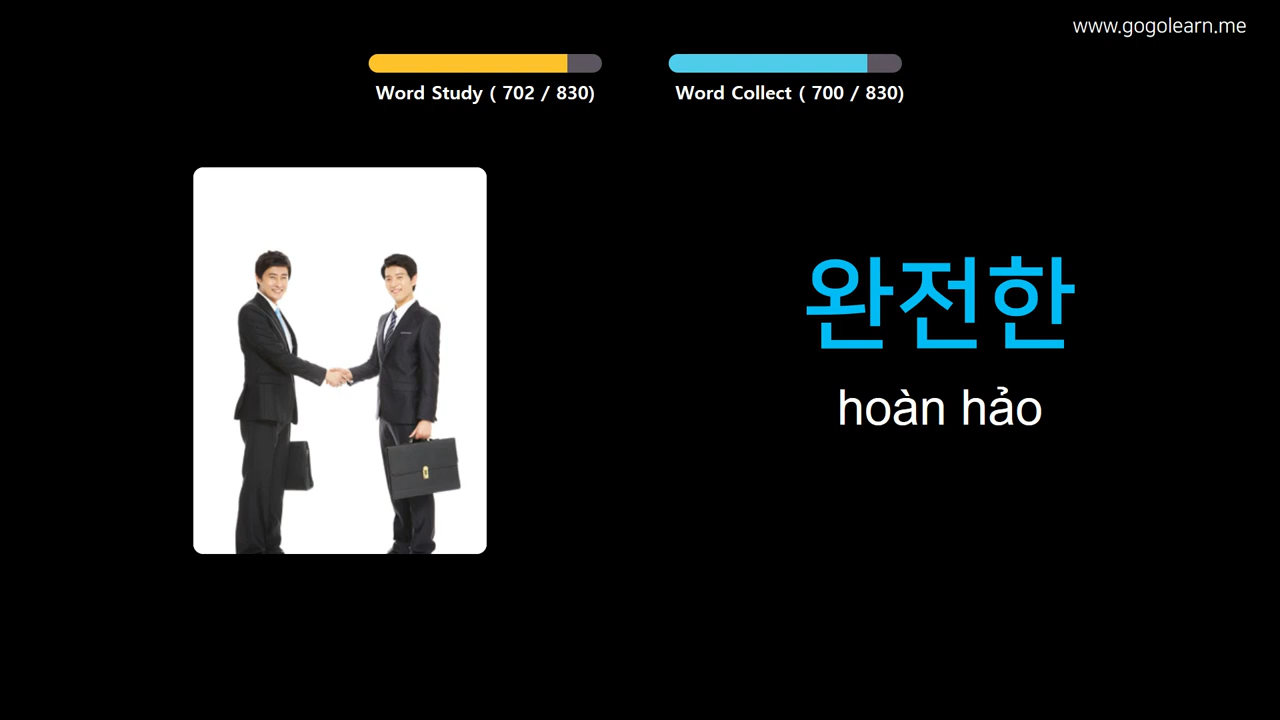 www.gogolearn.me
Word Study ( 702 / 830)
Word Collect ( 700 / 830)
완전한
hoàn hảo